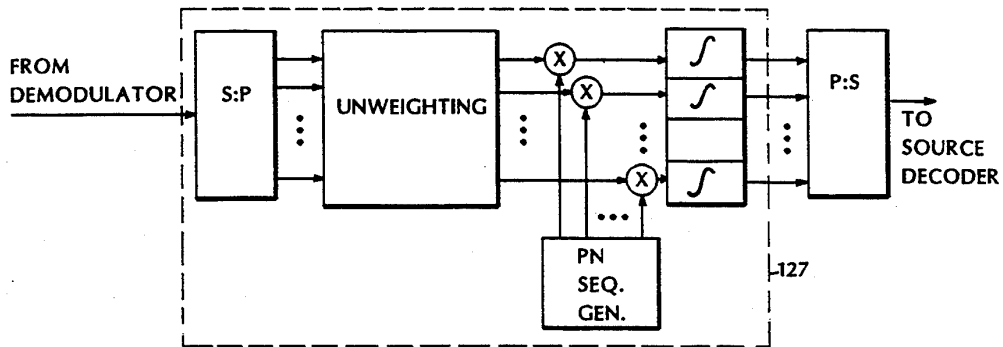 FROM
DEMODULATOR
S:P
UNWEIGHTING
X
X
X
∫
∫
∫
PN
SEQ.
GEN.
P:S
TO
SOURCE
DECODER
127